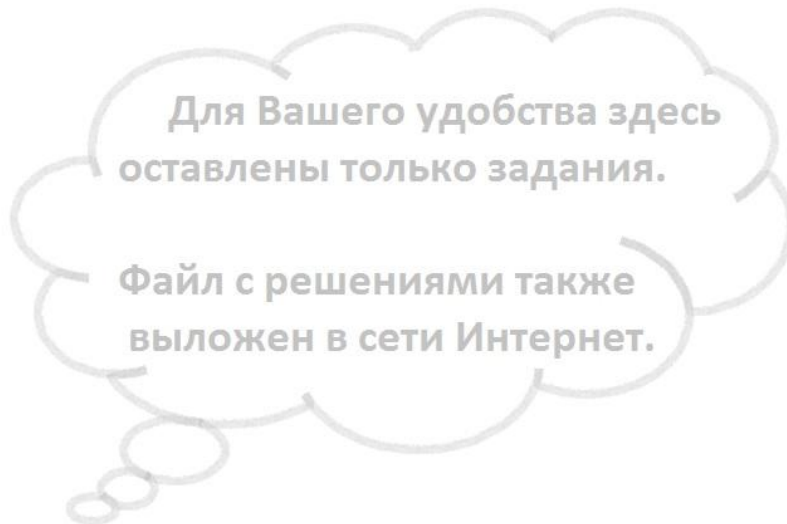 Для Вашего удобства здесь
оставлены только задания.
Файл с решениями также
выложен в сети Интернет.